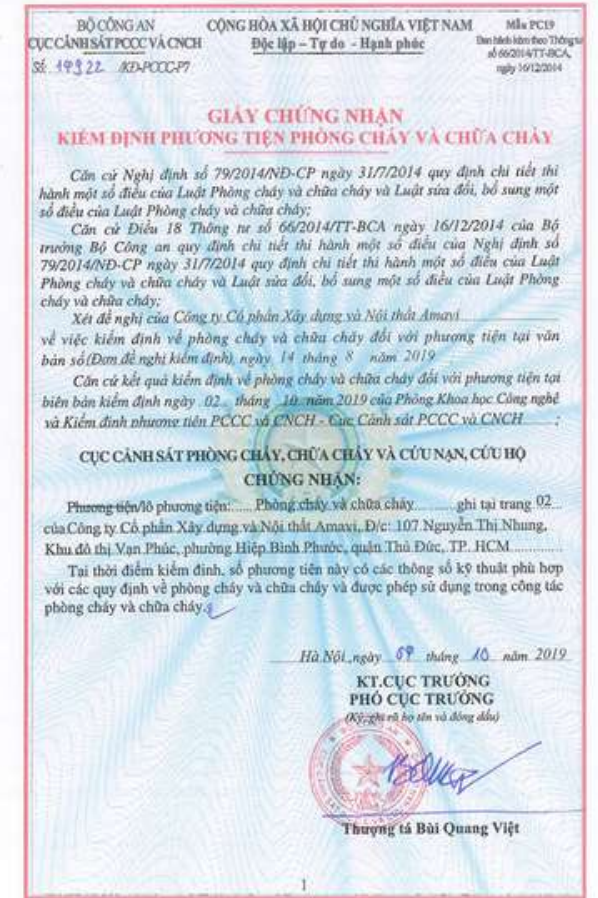 BỘ CÔNG AN
CỤC CẢNH SÁT PCCC VÀ CNCH
Số: 14922 /KĐ-PCCC-P7
CỘNG HÒA XÃ HỘI CHỦ NGHĨA VIỆT NAM
Độc lập – Tự do - Hạnh phúc
Mẫu PC19
Ban hành kèm theo Thông tư
số 66/2014/TT-BCA,
ngày 16/12/2014
GIẤY CHỨNG NHẬN
KIỂM ĐỊNH PHƯƠNG TIỆN PHÒNG CHÁY VÀ CHỮA CHÁY
Căn cứ Nghị định số 79/2014/NĐ-CP ngày 31/7/2014 quy định chi tiết thi
hành một số điều của Luật Phòng cháy và chữa cháy và Luật sửa đổi, bổ sung một
số điều của Luật Phòng cháy và chữa cháy;
Căn cứ Điều 18 Thông tư số 66/2014/TT-BCA ngày 16/12/2014 của Bộ
trưởng Bộ Công an quy định chi tiết thi hành một số điều của Nghị định số
79/2014/NĐ-CP ngày 31/7/2014 quy định chi tiết thi hành một số điều của Luật
Phòng cháy và chữa cháy và Luật sửa đổi, bổ sung một số điều của Luật Phòng
cháy và chữa cháy;
Xét đề nghị của Công ty Cổ phần Xây dựng và Nội thất Amavi
về việc kiểm định về phòng cháy và chữa cháy đối với phương tiện tại văn
bản số (Đơn đề nghị kiểm định), ngày 14 tháng 8 năm 2019
Căn cứ kết quả kiểm định về phòng cháy và chữa cháy đối với phương tiện tại
biên bản kiểm định ngày 02 tháng 10 năm 2019 của Phòng Khoa học Công nghệ
và Kiểm định phương tiện PCCC và CNCH - Cục Cảnh sát PCCC và CNCH ;
CỤC CẢNH SÁT PHÒNG CHÁY, CHỮA CHÁY VÀ CỨU NẠN, CỨU HỘ
CHỨNG NHẬN:
Phương tiện/lô phương tiện:..... Phòng cháy và chữa cháy..........ghi tại trang 02
của Công ty Cổ phần Xây dựng và Nội thất Amavi, Đ/c: 107 Nguyễn Thị Nhung,
Khu đô thị Vạn Phúc, phường Hiệp Bình Phước, quận Thủ Đức, TP. HCM
Tại thời điểm kiểm định, số phương tiện này có các thông số kỹ thuật phù hợp
với các quy định về phòng cháy và chữa cháy và được phép sử dụng trong công tác
phòng cháy và chữa cháy.
Hà Nội, ngày 09 tháng 10 năm 2019
KT.CỤC TRƯỞNG
PHÓ CỤC TRƯỞNG
(Ký, ghi rõ họ tên và đóng dấu)
Thượng tá Bùi Quang Việt
1